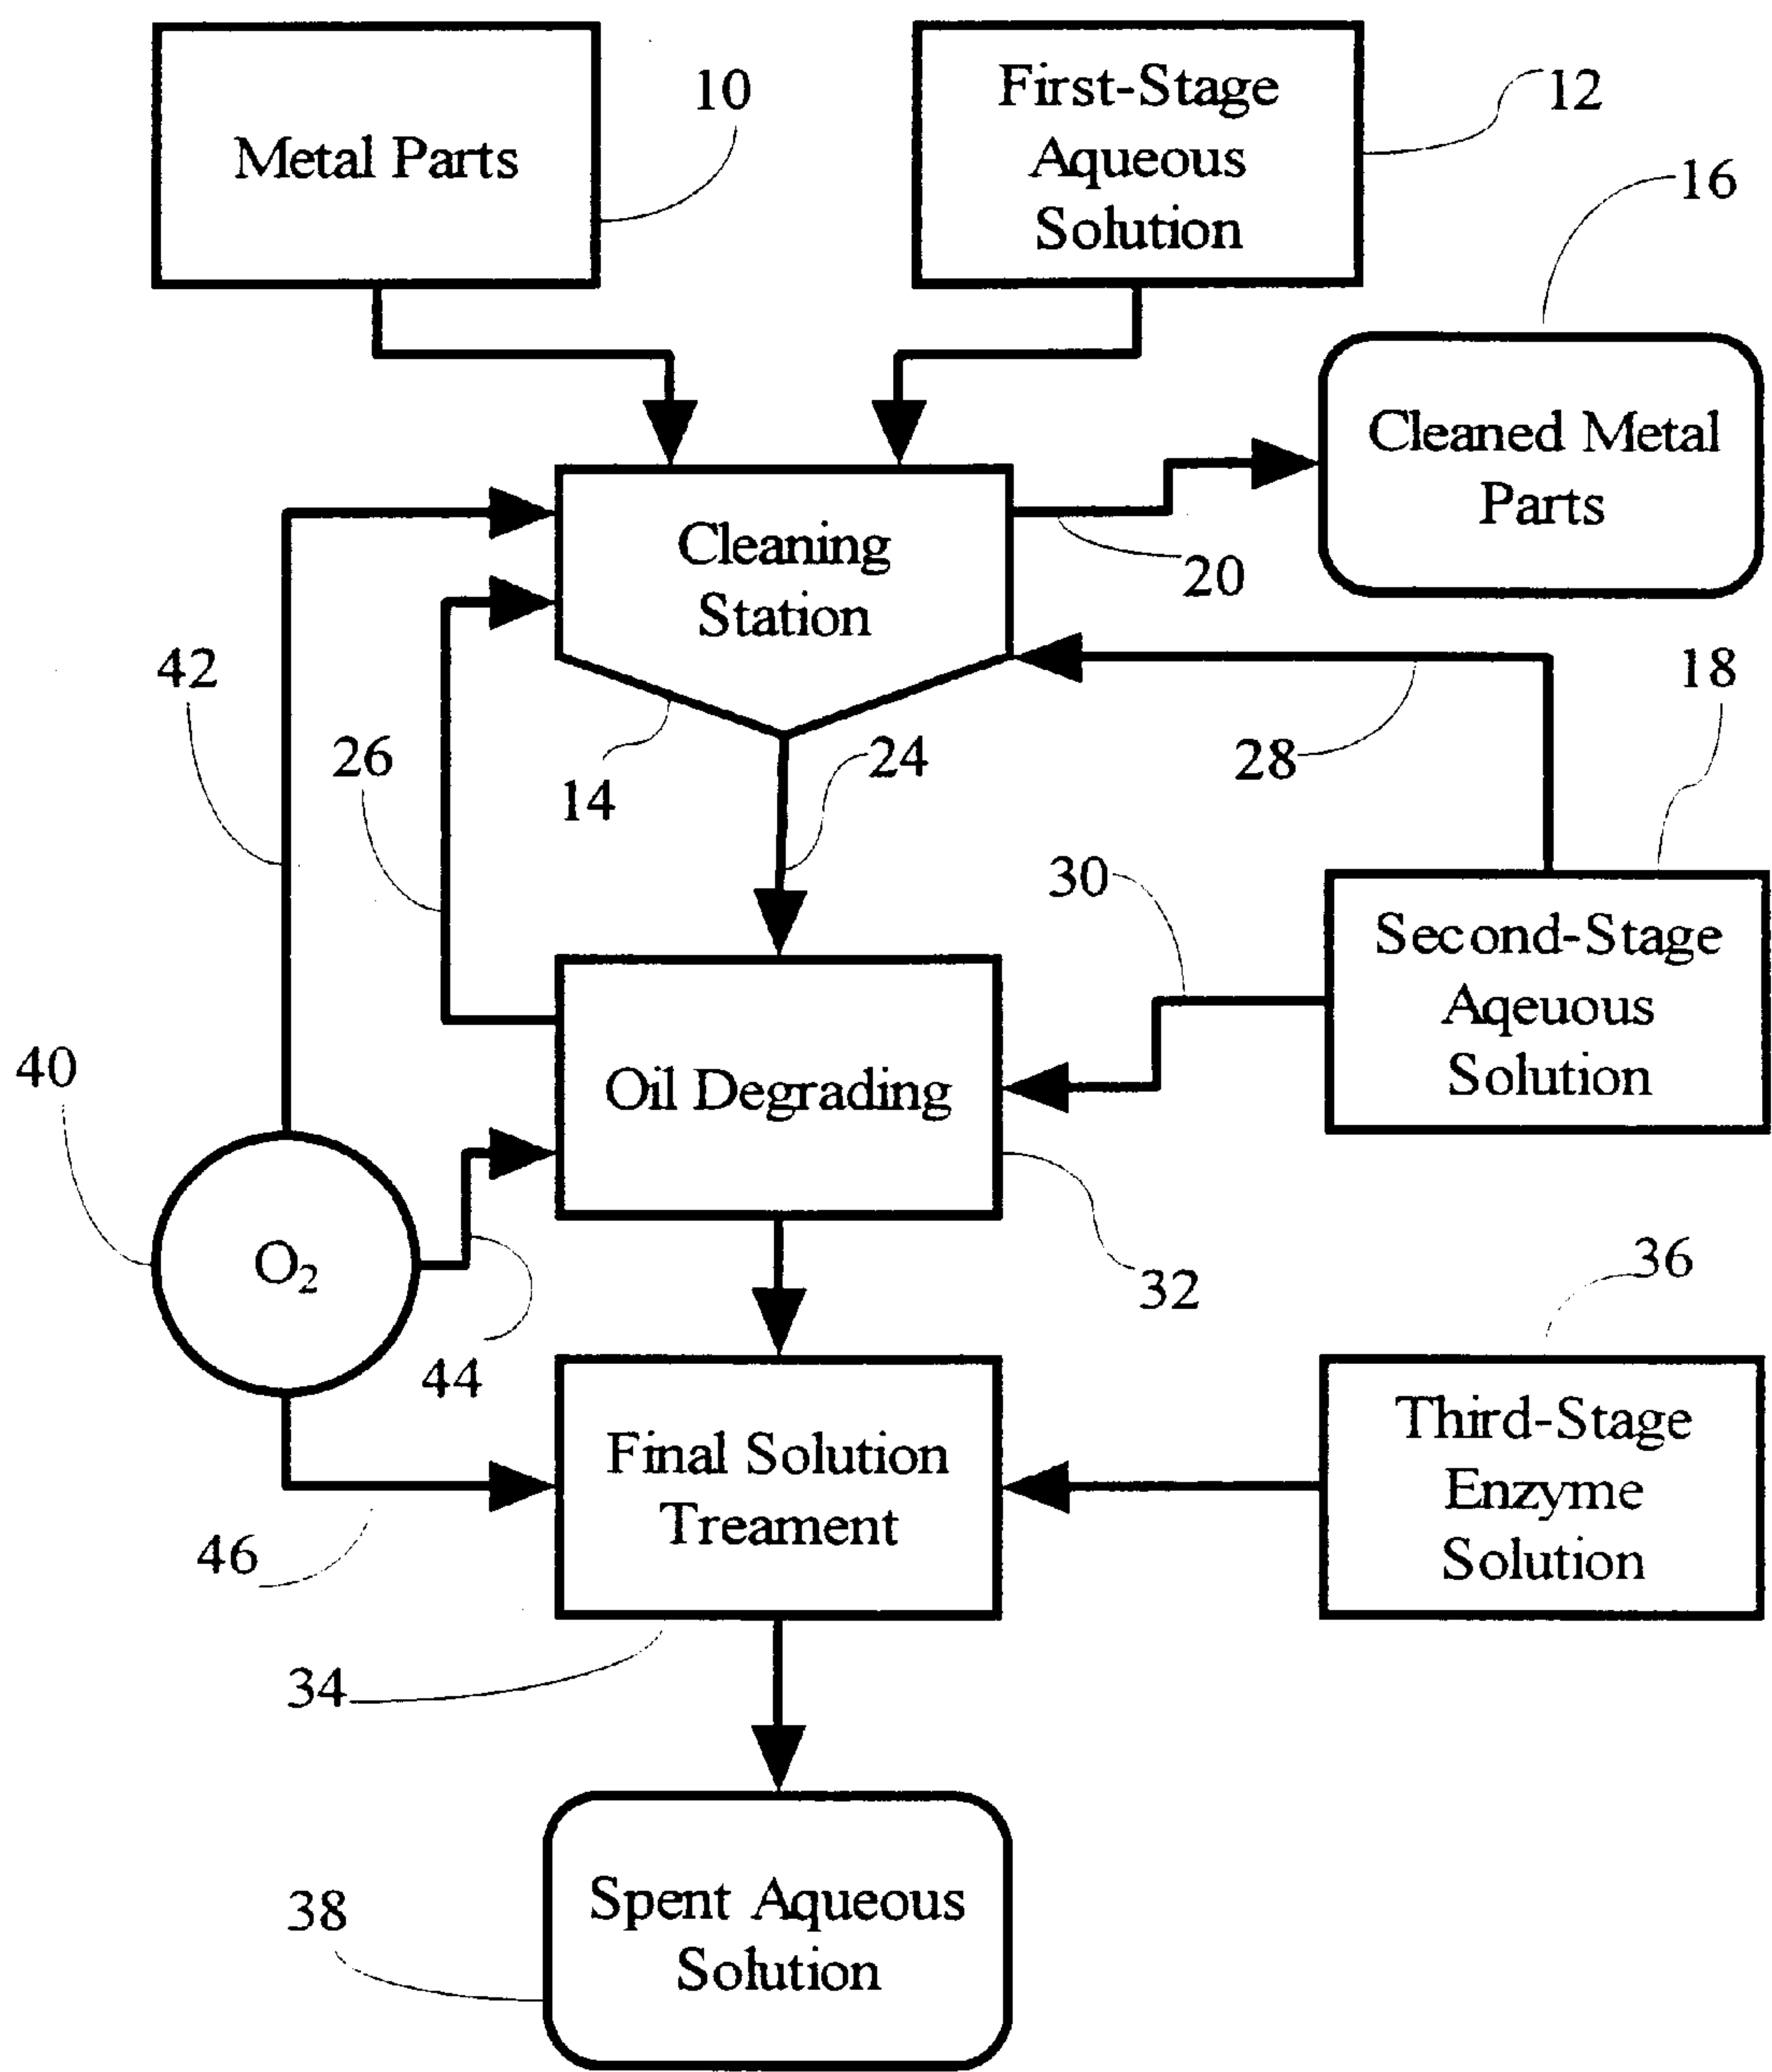 Metal Parts
10
First-Stage
Aqueous
Solution
12
16
Cleaned Metal
Parts
Cleaning
Station
20
42
26
14
24
28
18
30
Second-Stage
Aqeuous
Solution
40
Oil Degrading
O₂
32
36
44
Final Solution
Treament
Third-Stage
Enzyme
Solution
46
34
38
Spent Aqueous
Solution